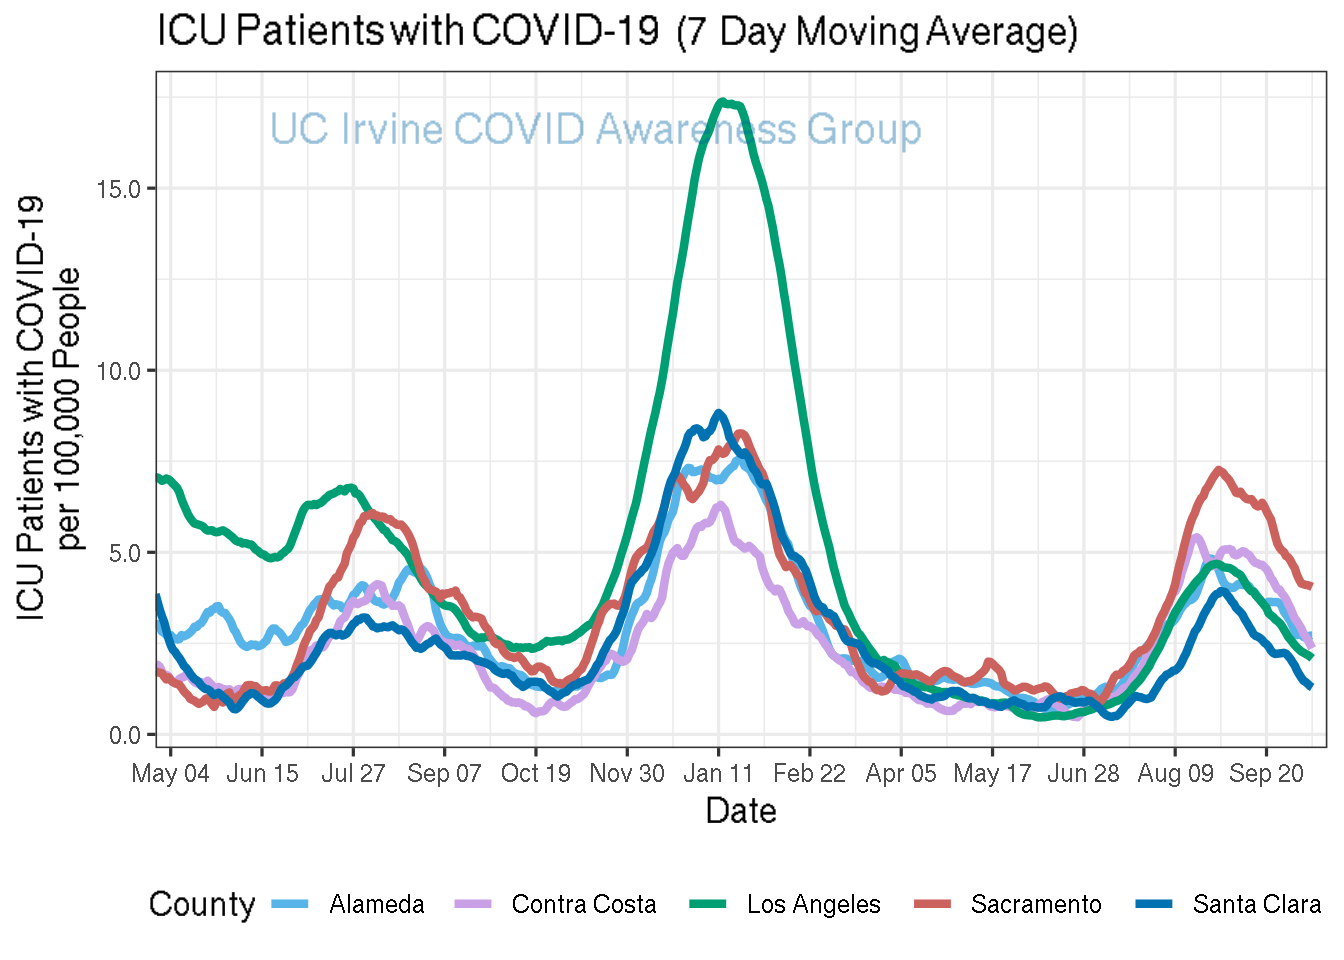 ICU Patients with COVID-19 (7 Day Moving Average)
UC Irvine COVID Awareness Group
ICU Patients with COVID-19
per 100,000 People
15.0
10.0
5.0
0.0
May 04 Jun 15 Jul 27 Sep 07 Oct 19 Nov 30 Jan 11 Feb 22 Apr 05 May 17 Jun 28 Aug 09 Sep 20
Date
County Alameda Contra Costa Los Angeles Sacramento Santa Clara